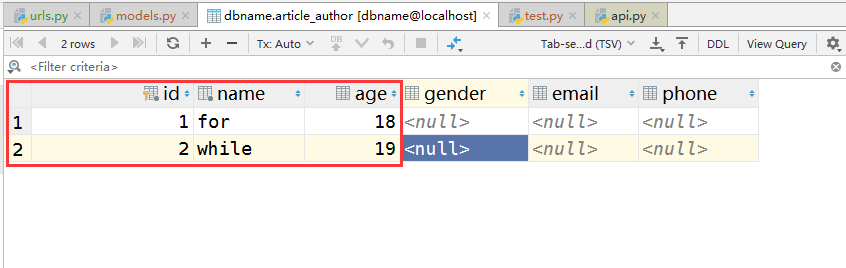 urls.py models.py dbname.article_author [dbname@localhost] test.py api.py
2 rows Tx: Auto DB Tab-se...d (TSV) DDL View Query
<Filter criteria>
id name age gender email phone
1 1 for 18 <null> <null> <null>
2 2 while 19 <null> <null> <null>